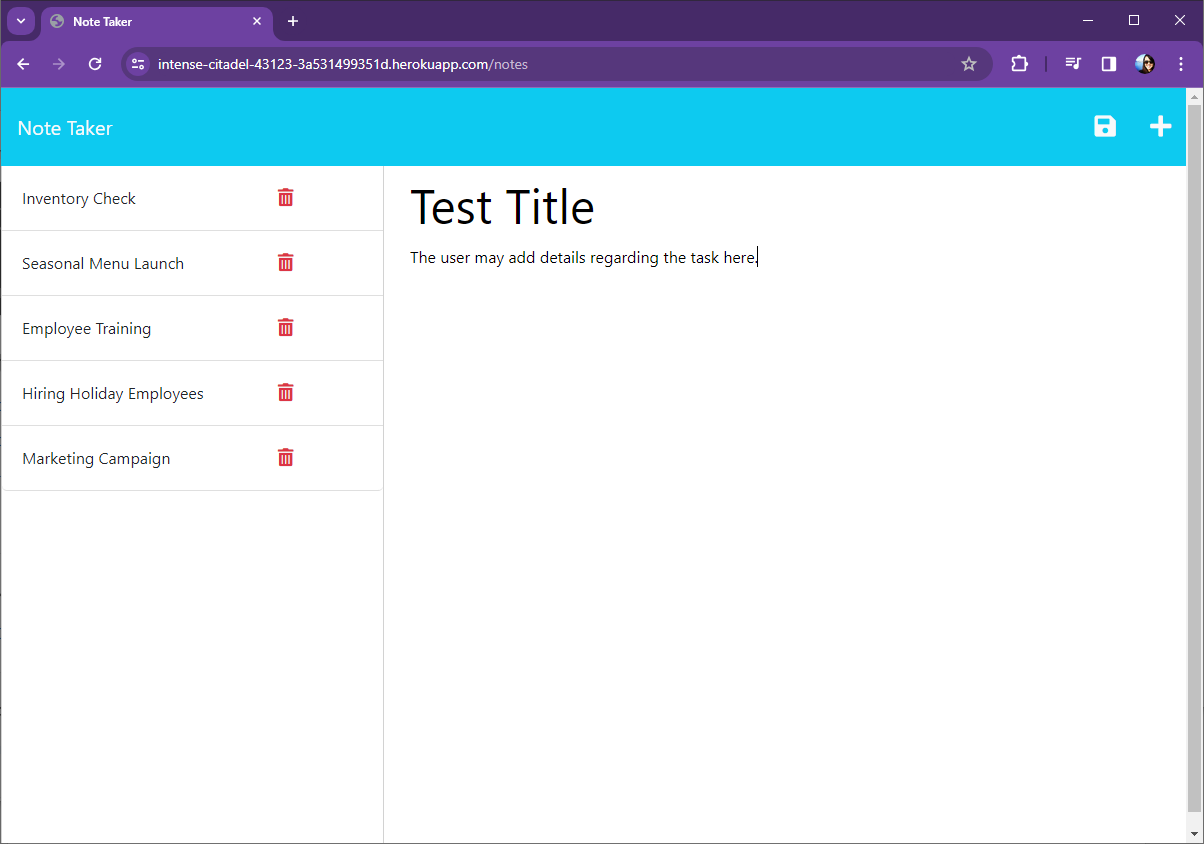 Note Taker
intense-citadel-43123-3a531499351d.herokuapp.com/notes
Note Taker
Inventory Check
Seasonal Menu Launch
Employee Training
Hiring Holiday Employees
Marketing Campaign
Test Title
The user may add details regarding the task here.